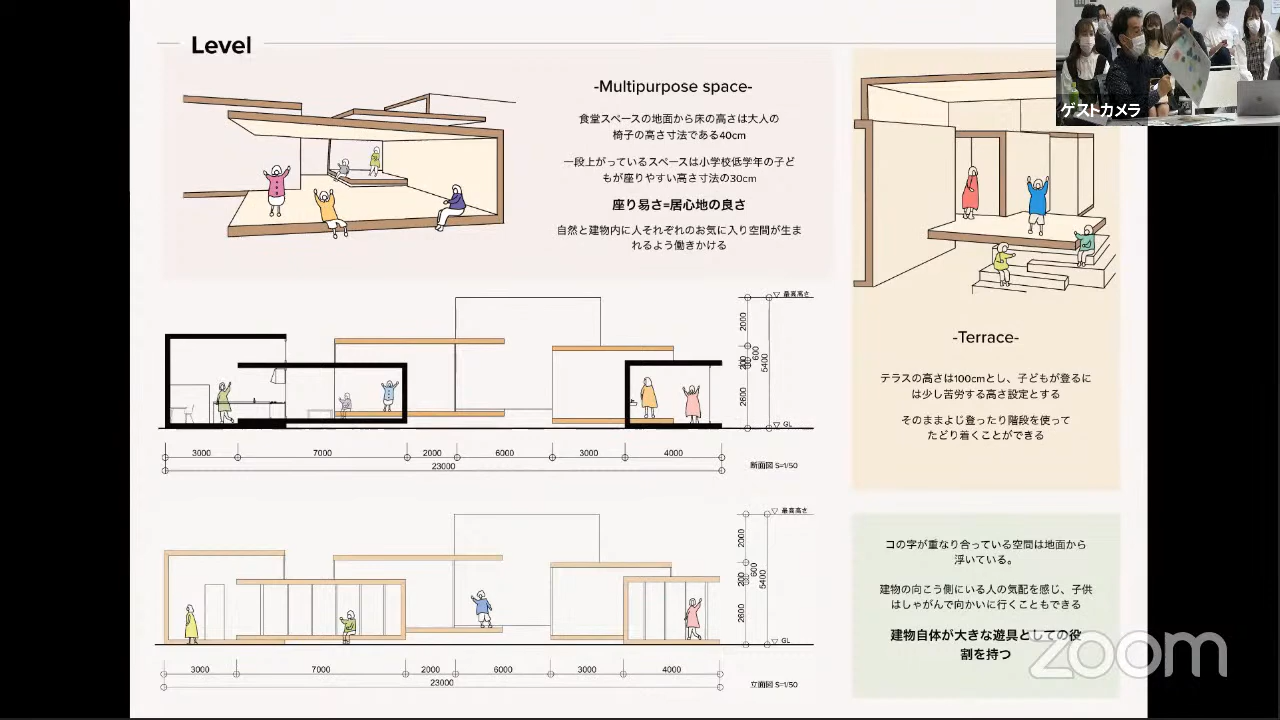 Level
-Multipurpose space-
食堂スペースの地面から床の高さは大人の
椅子の高さ寸法である40cm
一段上がっているスペースは小学校低学年の子ど
もが座りやすい高さ寸法の30cm
座り易さ=居心地の良さ
自然と建物内に人それぞれのお気に入り空間が生ま
れるよう働きかける
ゲストカメラ
-Terrace-
テラスの高さは100cmとし、子どもが登るに
は少し苦労する高さ設定とする
そのままよじ登ったり階段を使って
たどり着くことができる
最高高さ
2000
600
200
5400
2600
GL
3000
7000
2000
6000
3000
4000
23000
断面図 S=1/50
最高高さ
2000
600
200
5400
2600
GL
3000
7000
2000
6000
3000
4000
23000
立面図 S=1/50
コの字が重なり合っている空間は地面から
浮いている。
建物の向こう側にいる人の気配を感じ、子供
はしゃがんで向かいに行くこともできる
建物自体が大きな遊具としての役
割を持つ
zoom